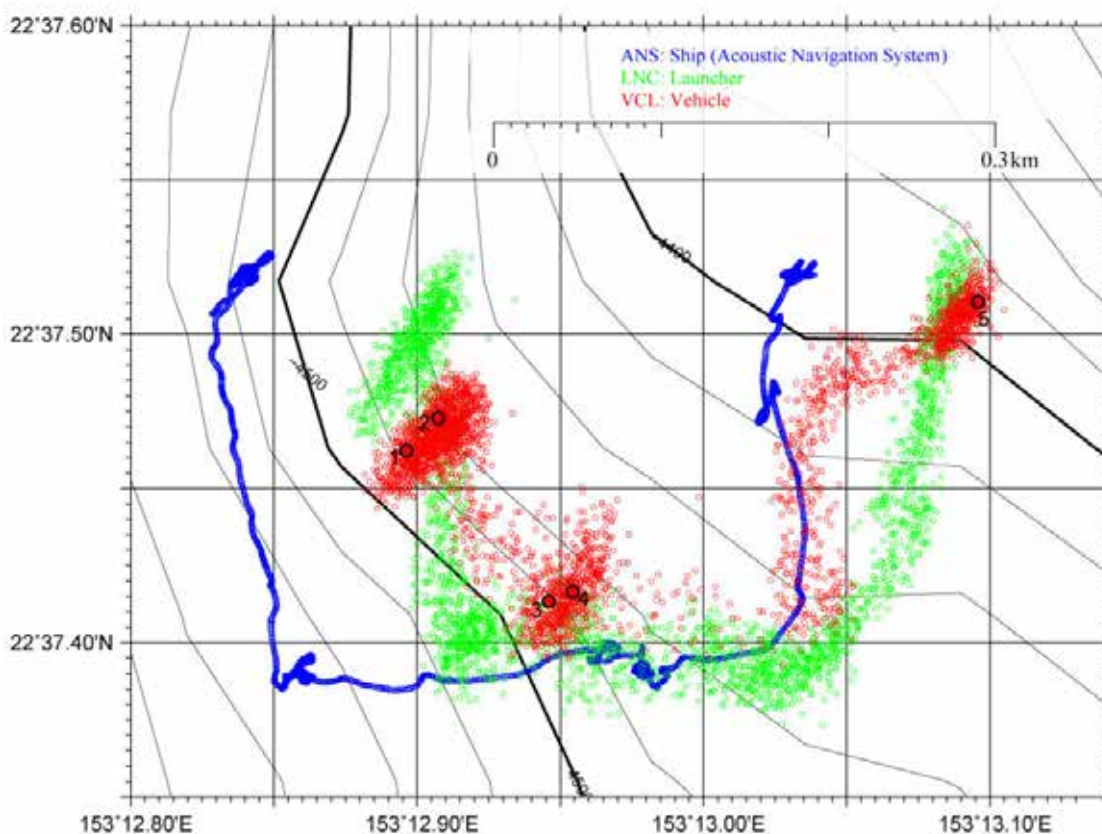 22°37.60'
ANS: Ship (Acoustic Navigation System)
LNC: Launcher
VCL: Vehicle
0 0.3km
-4400
22°37.50'
5
-4500
2
1
3 4
22°37.40'
-4500
153°12.80'E 153°12.90'E 153°13.00'E 153°13.10'E